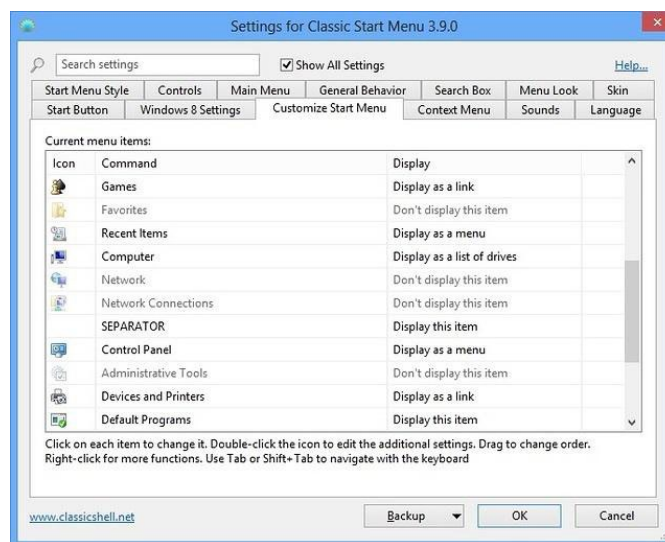 Settings for Classic Start Menu 3.9.0
Search settings
Show All Settings
Help...
Start Menu Style Controls Main Menu General Behavior Search Box Menu Look Skin
Start Button Windows 8 Settings Customize Start Menu Context Menu Sounds Language
Current menu items:
Icon Command Display
Games Display as a link
Favorites Don't display this item
Recent Items Display as a menu
Computer Display as a list of drives
Network Don't display this item
Network Connections Don't display this item
SEPARATOR Display this item
Control Panel Display as a menu
Administrative Tools Don't display this item
Devices and Printers Display as a link
Default Programs Display this item
Click on each item to change it. Double-click the icon to edit the additional settings. Drag to change order.
Right-click for more functions. Use Tab or Shift+Tab to navigate with the keyboard
www.classicshell.net
Backup OK Cancel